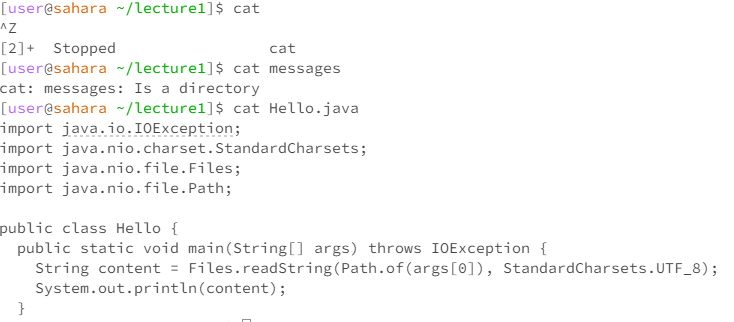 [user@sahara ~/lecture1]$ cat
^Z
[2]+  Stopped                 cat
[user@sahara ~/lecture1]$ cat messages
cat: messages: Is a directory
[user@sahara ~/lecture1]$ cat Hello.java
import java.io.IOException;
import java.nio.charset.StandardCharsets;
import java.nio.file.Files;
import java.nio.file.Path;

public class Hello {
  public static void main(String[] args) throws IOException {
    String content = Files.readString(Path.of(args[0]), StandardCharsets.UTF_8);
    System.out.println(content);
  }